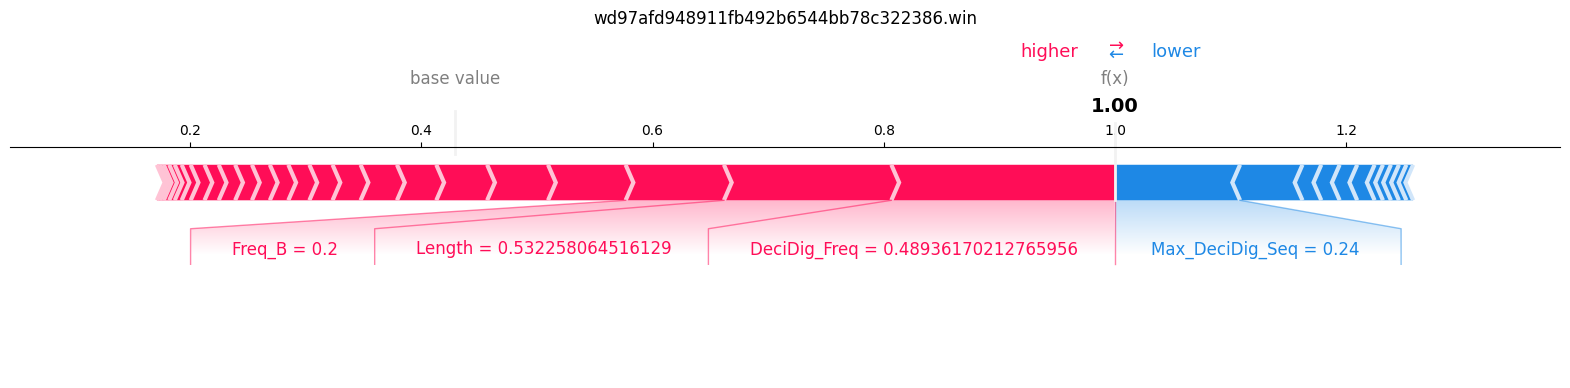 wd97afd948911fb492b6544bb78c322386.win
higher ⇄ lower
base value f(x)
1.00
0.2 0.4 0.6 0.8 1.0 1.2
Freq_B = 0.2 Length = 0.532258064516129 DeciDig_Freq = 0.48936170212765956 Max_DeciDig_Seq = 0.24